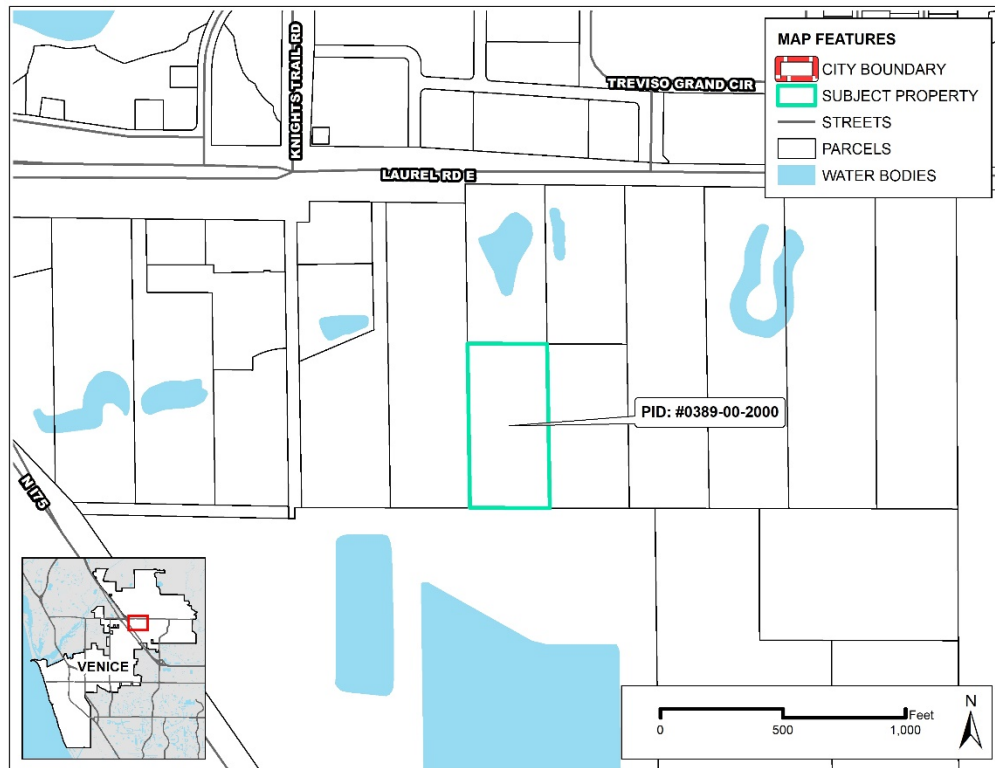 MAP FEATURES
CITY BOUNDARY
SUBJECT PROPERTY
STREETS
PARCELS
WATER BODIES
KNIGHTS TRAIL RD
TREVISO GRAND CIR
LAUREL RD E
PID: #0389-00-2000
N I75
VENICE
N
Feet
0 500 1,000